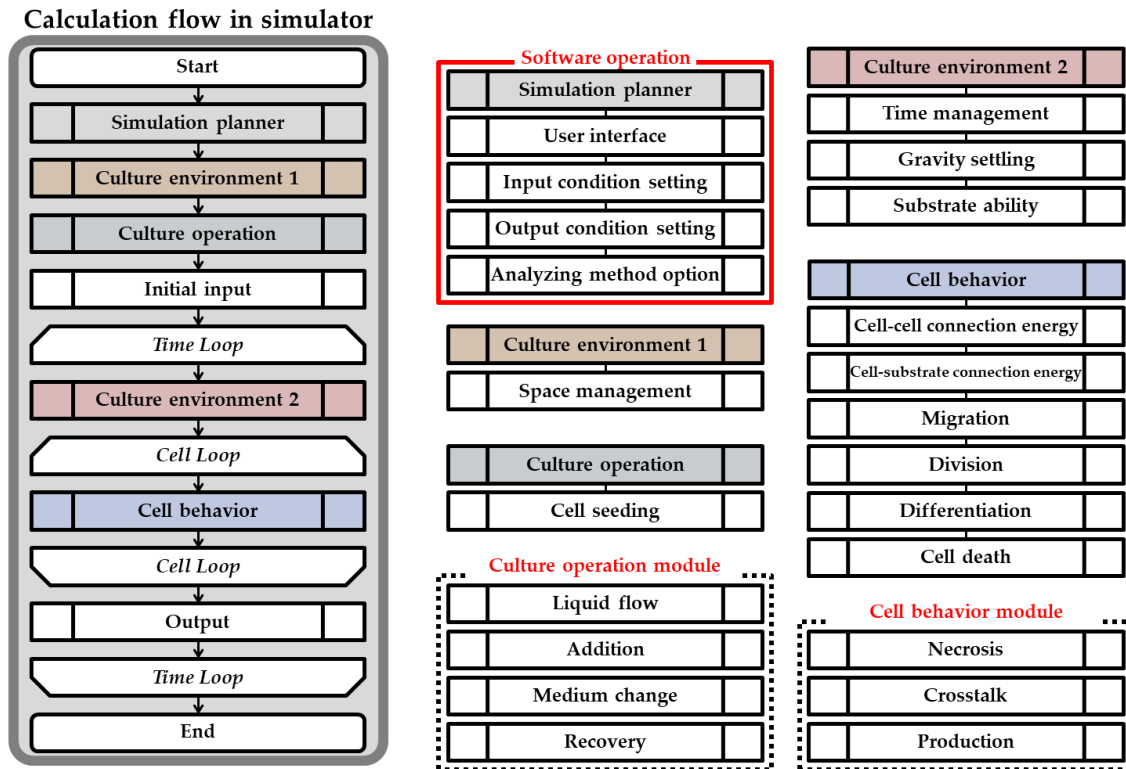 Calculation flow in simulator
Start
Simulation planner
Culture environment 1
Culture operation
Initial input
Time Loop
Culture environment 2
Cell Loop
Cell behavior
Cell Loop
Output
Time Loop
End
Software operation
Simulation planner
User interface
Input condition setting
Output condition setting
Analyzing method option
Culture environment 1
Space management
Culture operation
Cell seeding
Culture operation module
Liquid flow
Addition
Medium change
Recovery
Culture environment 2
Time management
Gravity settling
Substrate ability
Cell behavior
Cell-cell connection energy
Cell-substrate connection energy
Migration
Division
Differentiation
Cell death
Cell behavior module
Necrosis
Crosstalk
Production